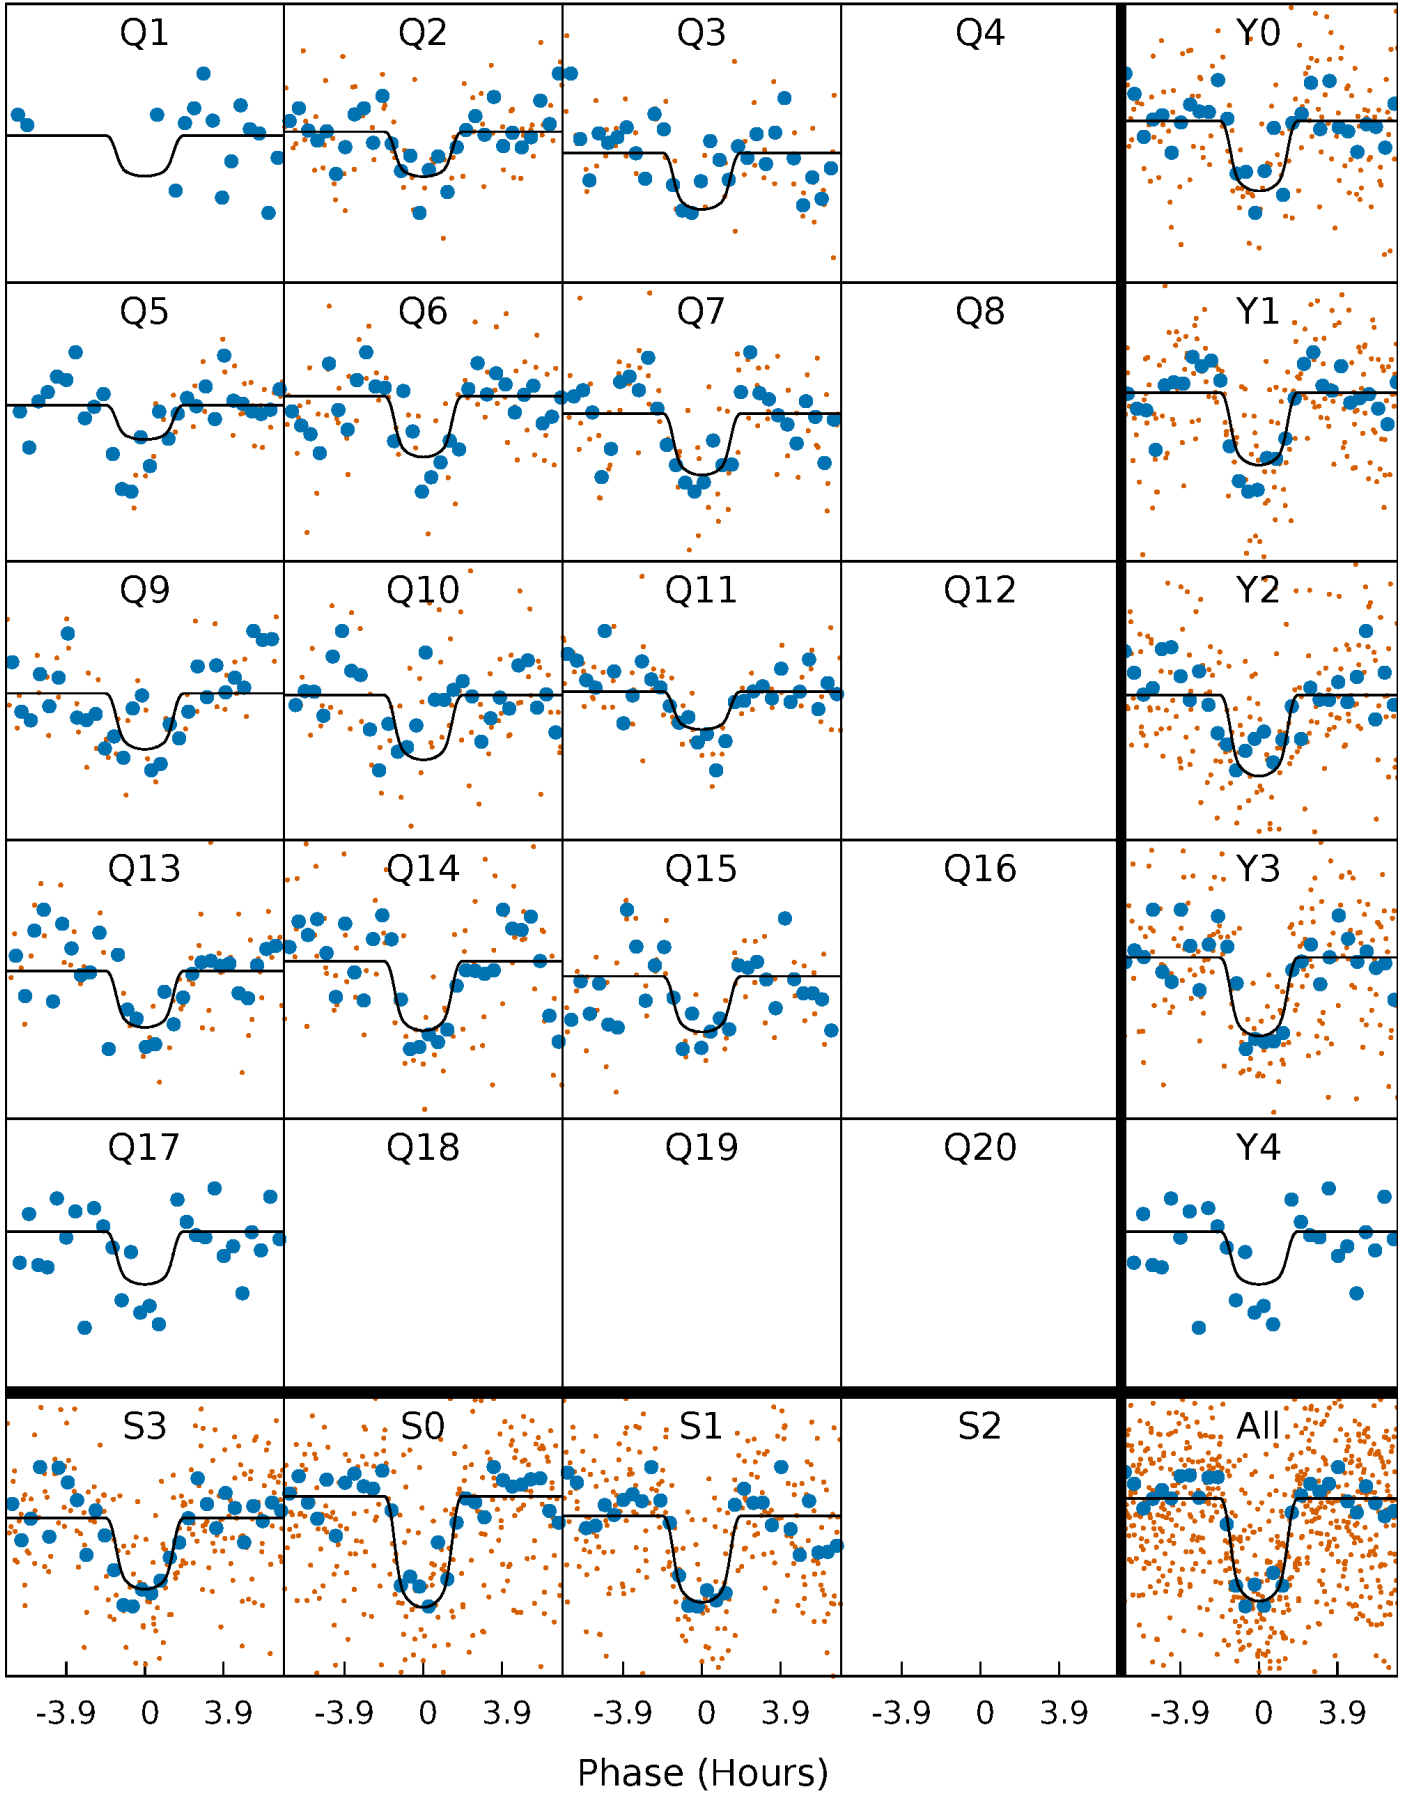 Q1 Q2 Q3 Q4 Y0
Q5 Q6 Q7 Q8 Y1
Q9 Q10 Q11 Q12 Y2
Q13 Q14 Q15 Q16 Y3
Q17 Q18 Q19 Q20 Y4
S3 S0 S1 S2 All
-3.9 0 3.9 -3.9 0 3.9 -3.9 0 3.9 -3.9 0 3.9 -3.9 0 3.9
Phase (Hours)